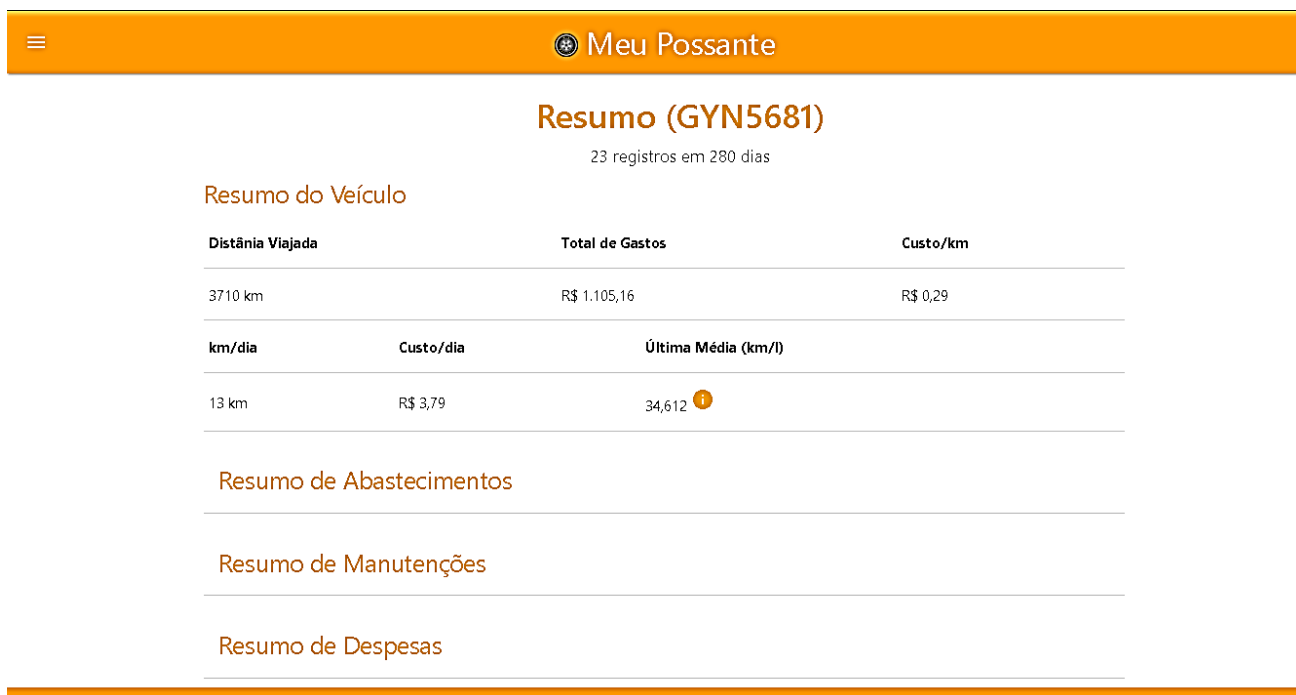 Meu Possante
Resumo (GYN5681)
23 registros em 280 dias
Resumo do Veículo
Distânia Viajada Total de Gastos Custo/km
3710 km R$ 1.105,16 R$ 0,29
km/dia Custo/dia Última Média (km/l)
13 km R$ 3,79 34,612 i
Resumo de Abastecimentos
Resumo de Manutenções
Resumo de Despesas